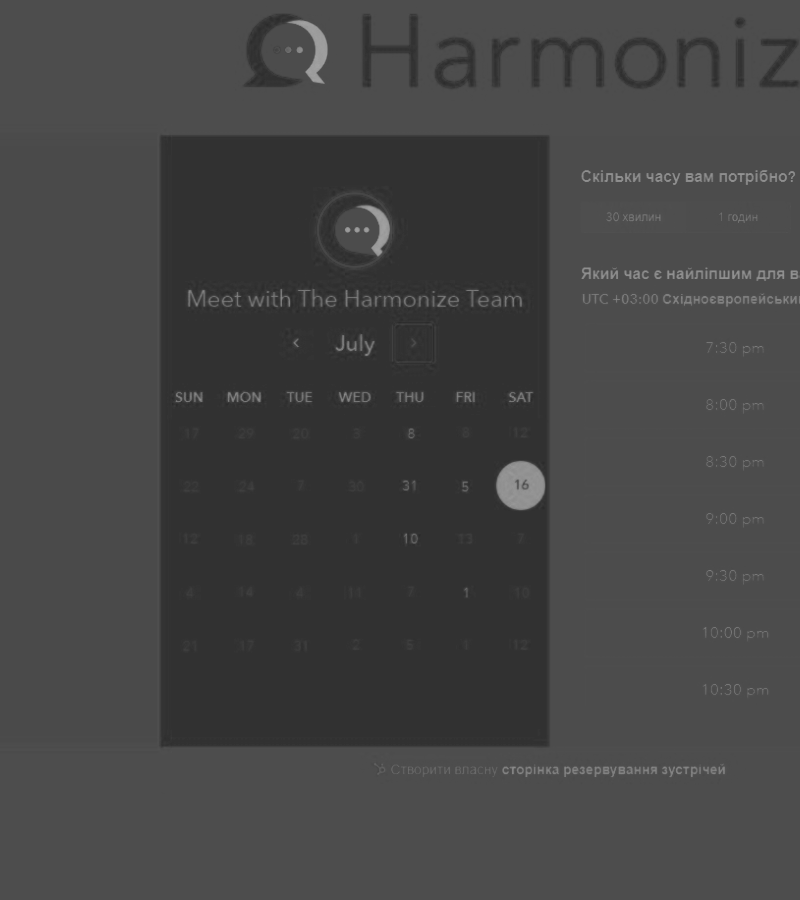 Harmoniz
Meet with The Harmonize Team
July
SUN MON TUE WED THU FRI SAT
17 29 30 3 8 8 12
22 24 7 30 31 5 16
12 18 28 1 10 13 7
4 14 4 11 7 1 10
21 17 31 2 5 1 12
Скільки часу вам потрібно?
30 хвилин 1 годин
Який час є найліпшим для
UTC +03:00 Східноєвропейськи
7:30 pm
8:00 pm
8:30 pm
9:00 pm
9:30 pm
10:00 pm
10:30 pm
Створити власну сторінка резервування зустрічей